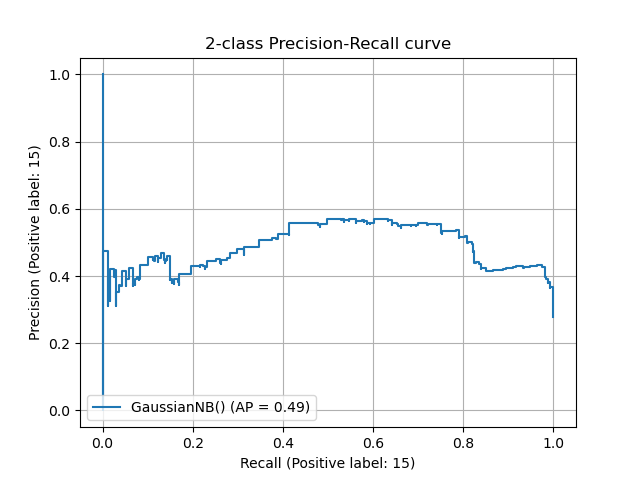 2-class Precision-Recall curve
Precision (Positive label: 15)
1.0
0.8
0.6
0.4
0.2
0.0
GaussianNB() (AP = 0.49)
0.0 0.2 0.4 0.6 0.8 1.0
Recall (Positive label: 15)